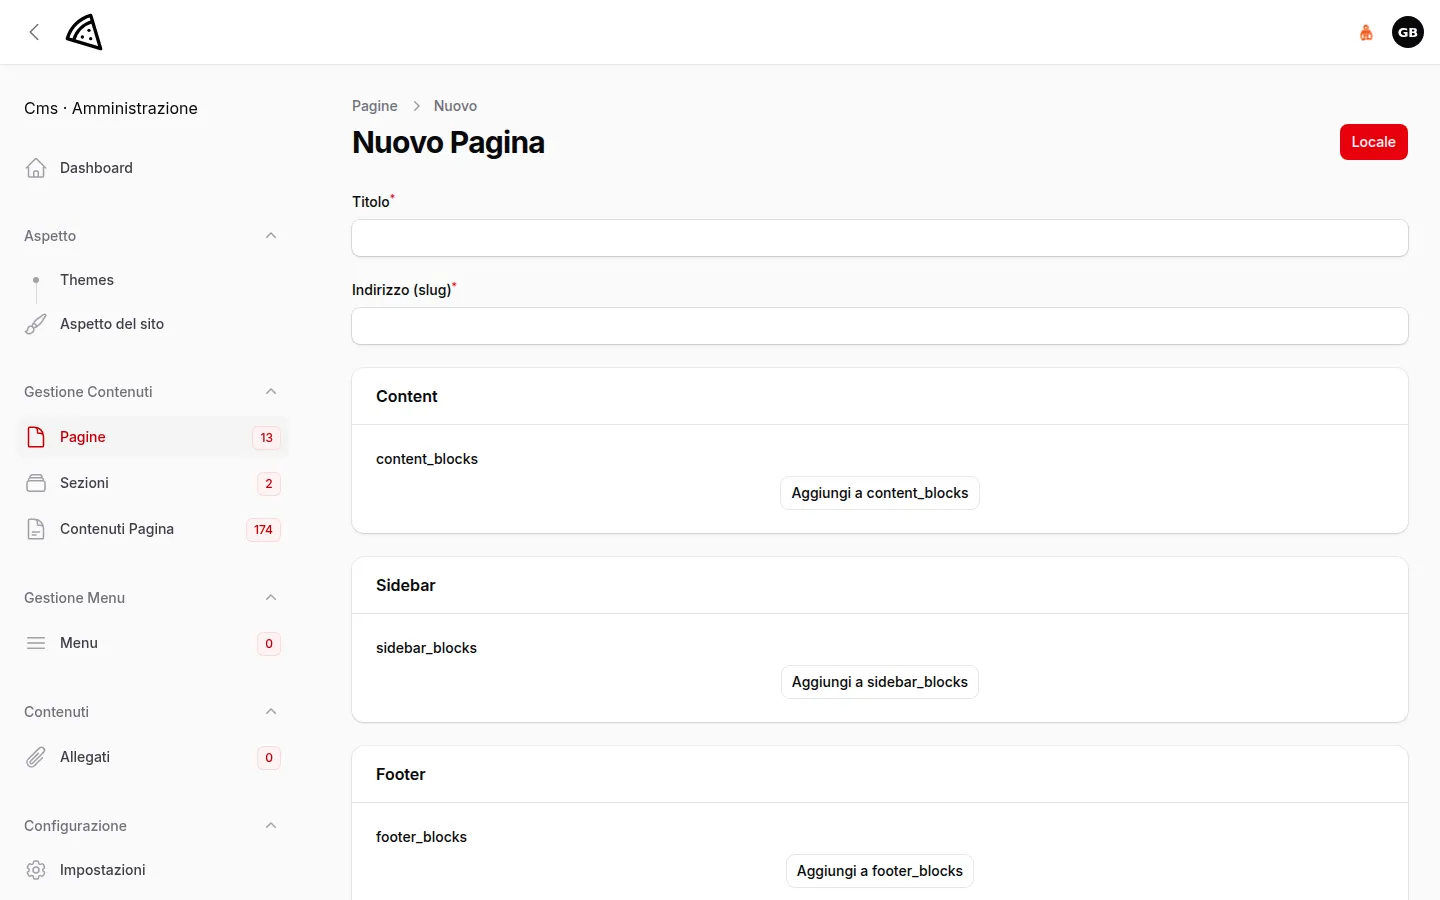 GB
Cms · Amministrazione
Dashboard
Aspetto
Themes
Aspetto del sito
Gestione Contenuti
Pagine 13
Sezioni 2
Contenuti Pagina 174
Gestione Menu
Menu 0
Contenuti
Allegati 0
Configurazione
Impostazioni
Pagine > Nuovo
Nuovo Pagina
Locale
Titolo*
Indirizzo (slug)*
Content
content_blocks
Aggiungi a content_blocks
Sidebar
sidebar_blocks
Aggiungi a sidebar_blocks
Footer
footer_blocks
Aggiungi a footer_blocks